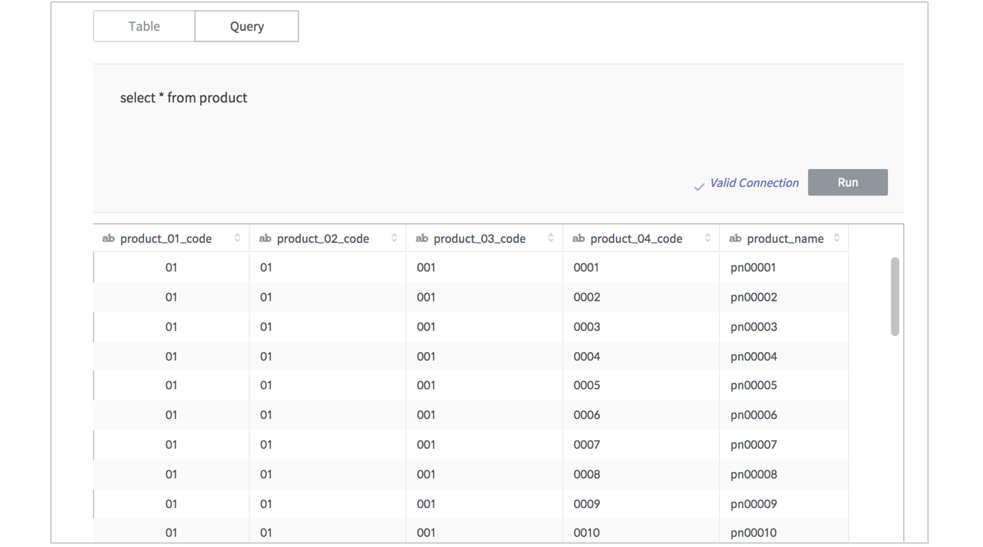 Table Query
select * from product
Valid Connection Run
ab product_01_code ab product_02_code ab product_03_code ab product_04_code ab product_name
01 01 001 0001 pn00001
01 01 001 0002 pn00002
01 01 001 0003 pn00003
01 01 001 0004 pn00004
01 01 001 0005 pn00005
01 01 001 0006 pn00006
01 01 001 0007 pn00007
01 01 001 0008 pn00008
01 01 001 0009 pn00009
01 01 001 0010 pn00010